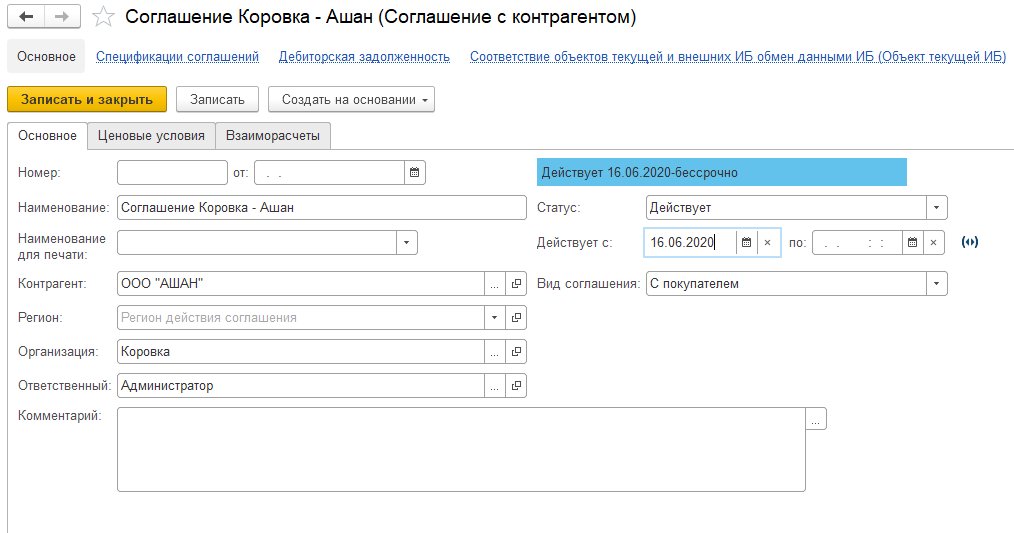 Соглашение Коровка - Ашан (Соглашение с контрагентом)
Основное Спецификации соглашений Дебиторская задолженность Соответствие объектов текущей и внешних ИБ обмен данными ИБ (Объект текущей ИБ)
Записать и закрыть Записать Создать на основании
Основное Ценовые условия Взаиморасчеты
Номер: от: . . Действует 16.06.2020-бессрочно
Наименование: Соглашение Коровка - Ашан Статус: Действует
Наименование для печати: Действует с: 16.06.2020 по: . . : :
Контрагент: ООО "АШАН" ... Вид соглашения: С покупателем
Регион: Регион действия соглашения
Организация: Коровка ...
Ответственный: Администратор ...
Комментарий: ...